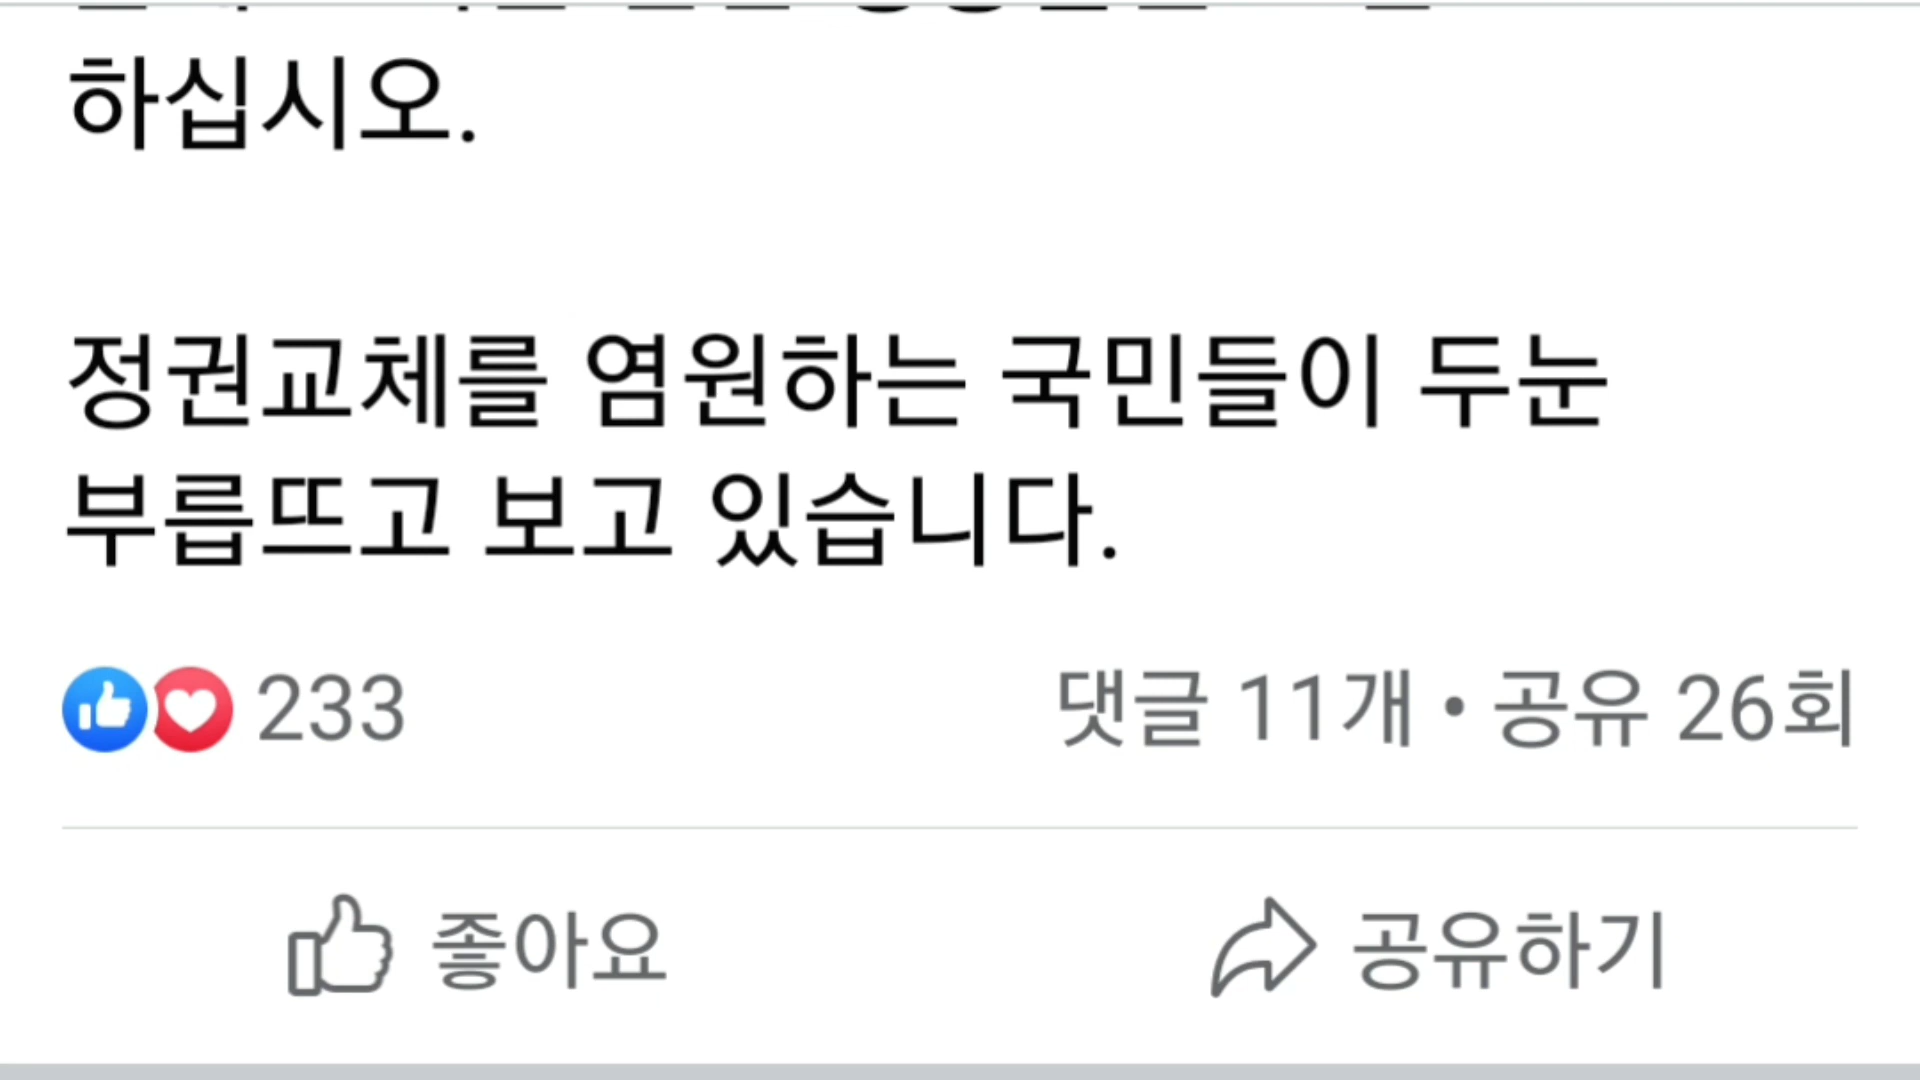 하십시오.
정권교체를 염원하는 국민들이 두눈
부릅뜨고 보고 있습니다.
233 댓글 11개 • 공유 26회
좋아요 공유하기